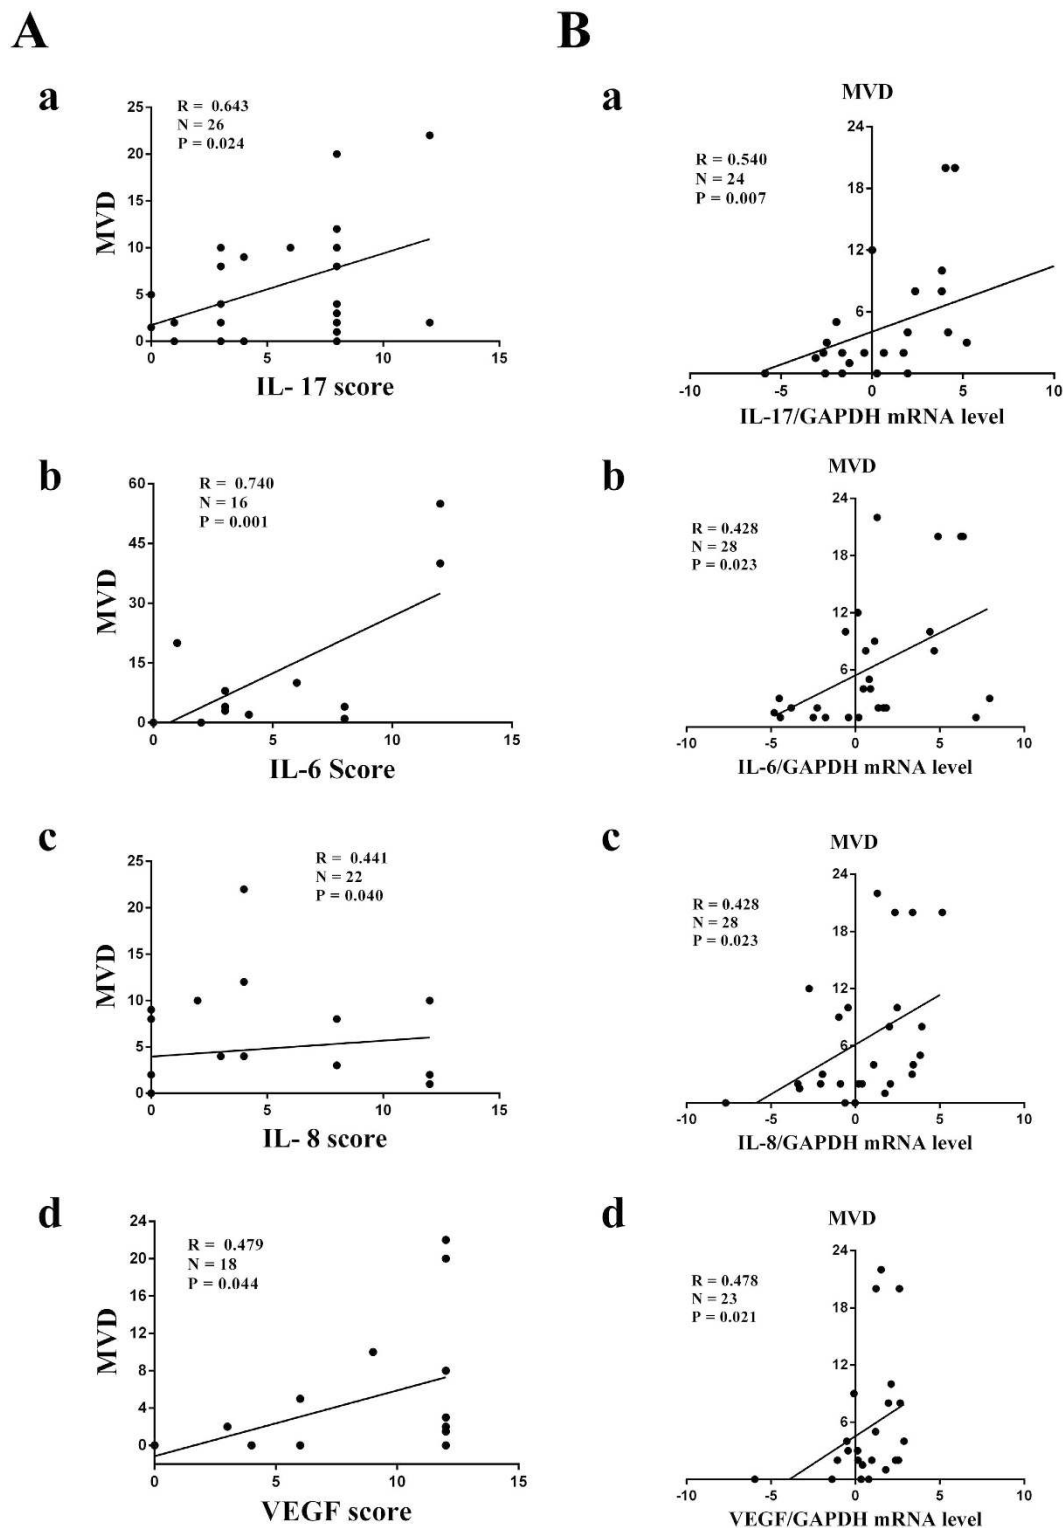 A
B
a
R = 0.643
N = 26
P = 0.024
25
20
15
10
5
0
MVD
0
5
10
15
IL- 17 score
a
MVD
R = 0.540
N = 24
P = 0.007
24
18
12
6
-10
-5
0
5
10
IL-17/GAPDH mRNA level
b
R = 0.740
N = 16
P = 0.001
60
45
30
15
0
MVD
0
5
10
15
IL-6 Score
b
MVD
R = 0.428
N = 28
P = 0.023
24
18
12
6
-10
-5
0
5
10
IL-6/GAPDH mRNA level
c
R = 0.441
N = 22
P = 0.040
25
20
15
10
5
0
MVD
0
5
10
15
IL- 8 score
c
MVD
R = 0.428
N = 28
P = 0.023
24
18
12
6
-10
-5
0
5
10
IL-8/GAPDH mRNA level
d
R = 0.479
N = 18
P = 0.044
24
20
16
12
8
4
0
MVD
0
5
10
15
VEGF score
d
MVD
R = 0.478
N = 23
P = 0.021
24
18
12
6
-10
-5
0
5
10
VEGF/GAPDH mRNA level